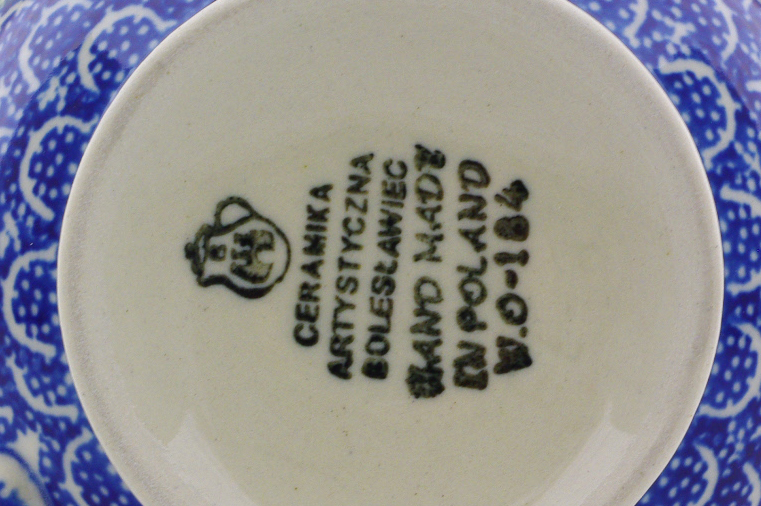 CERAMIKA
ARTYSTYCZNA
BOLESŁAWIEC
HAND MADE
IN POLAND
W.O-184